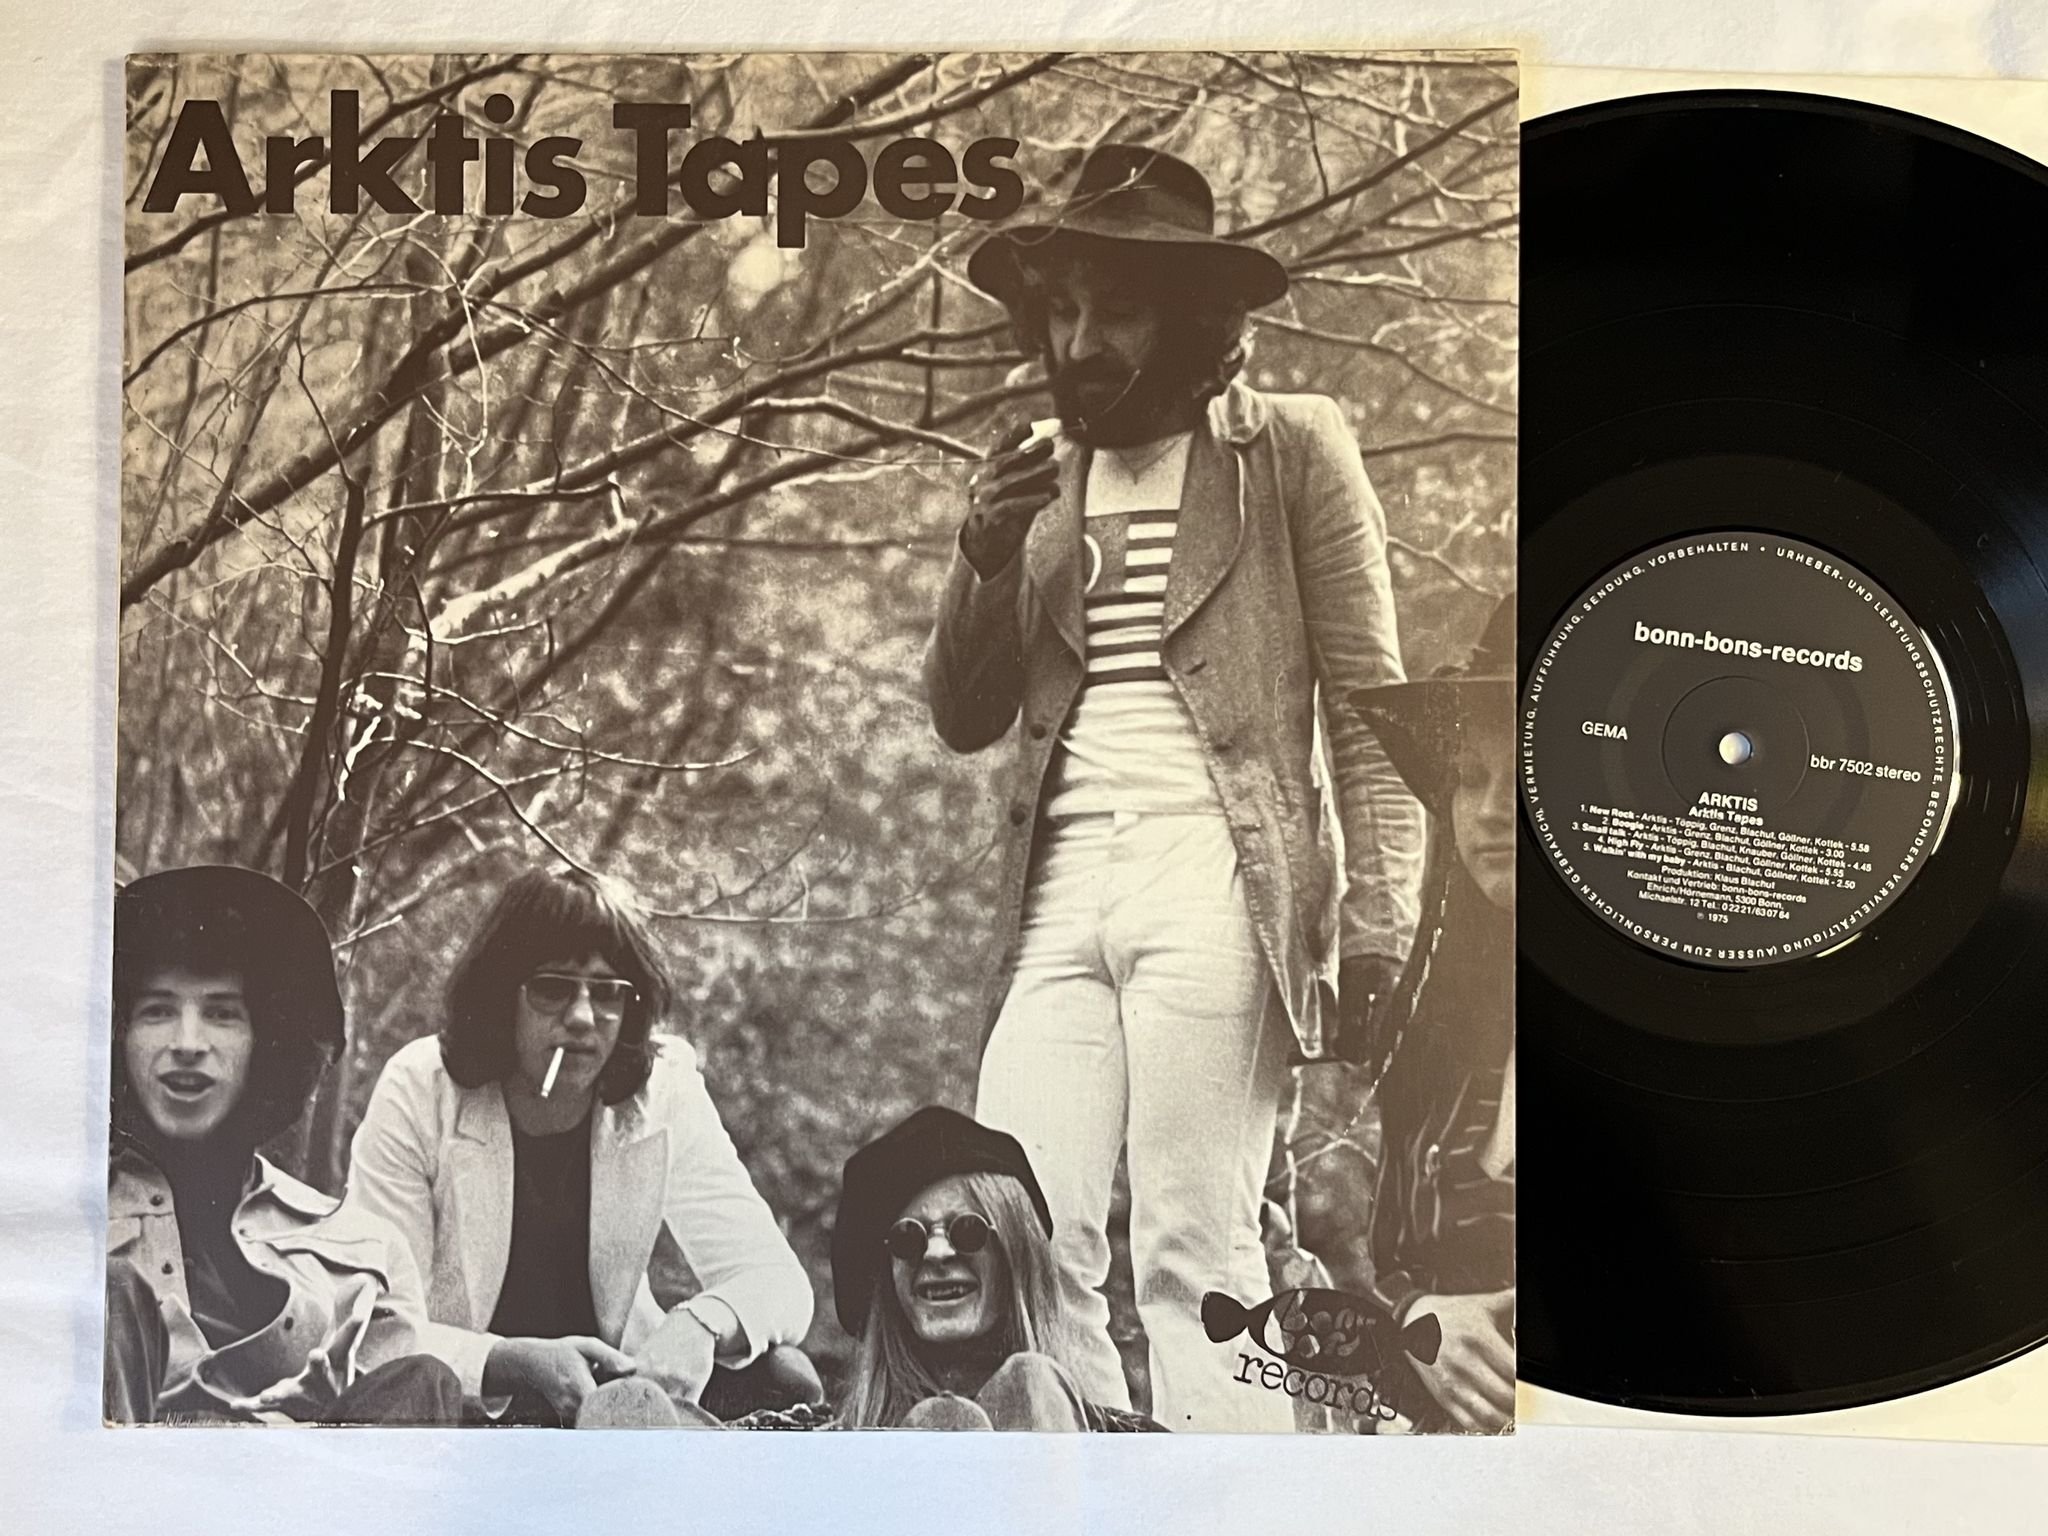 Arktis Tapes
records
URHEBER- UND LEISTUNGSSCHUTZRECHTE, BESONDERS VERVIELFÄLTIGUNG (AUSSER ZUM PERSÖNLICHEN GEBRAUCH), VERMIETUNG, AUFFÜHRUNG, SENDUNG, VORBEHALTEN •
bonn-bons-records
GEMA
bbr 7502 stereo
ARKTIS
Arktis Tapes
1. New Rock - Arktis - Töppig, Grenz, Blachut, Göllner, Kottek - 5.58
2. Boogie - Arktis - Grenz, Blachut, Göllner, Kottek - 3.00
3. Small talk - Arktis - Töppig, Blachut, Knauber, Göllner, Kottek - 4.45
4. High Fly - Arktis - Grenz, Blachut, Göllner, Kottek - 5.55
5. Walkin' with my baby - Arktis - Blachut, Göllner, Kottek - 2.50
Produktion: Klaus Blachut
Kontakt und Vertrieb: bonn-bons-records
Ehrich/Hörnemann, 5300 Bonn,
Michaelstr. 12 Tel.: 0 22 21/63 07 64
℗ 1975